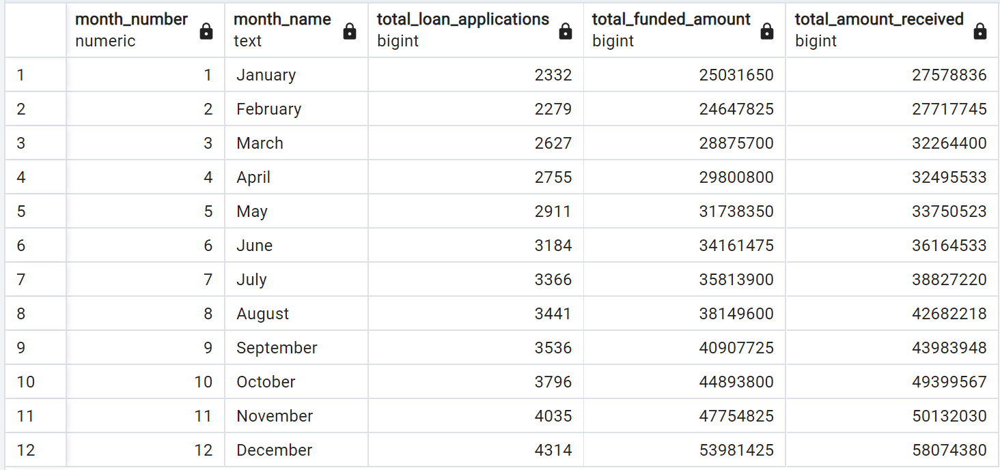 month_number month_name total_loan_applications total_funded_amount total_amount_received
numeric text bigint bigint bigint
1 1 January 2332 25031650 27578836
2 2 February 2279 24647825 27717745
3 3 March 2627 28875700 32264400
4 4 April 2755 29800800 32495533
5 5 May 2911 31738350 33750523
6 6 June 3184 34161475 36164533
7 7 July 3366 35813900 38827220
8 8 August 3441 38149600 42682218
9 9 September 3536 40907725 43983948
10 10 October 3796 44893800 49399567
11 11 November 4035 47754825 50132030
12 12 December 4314 53981425 58074380